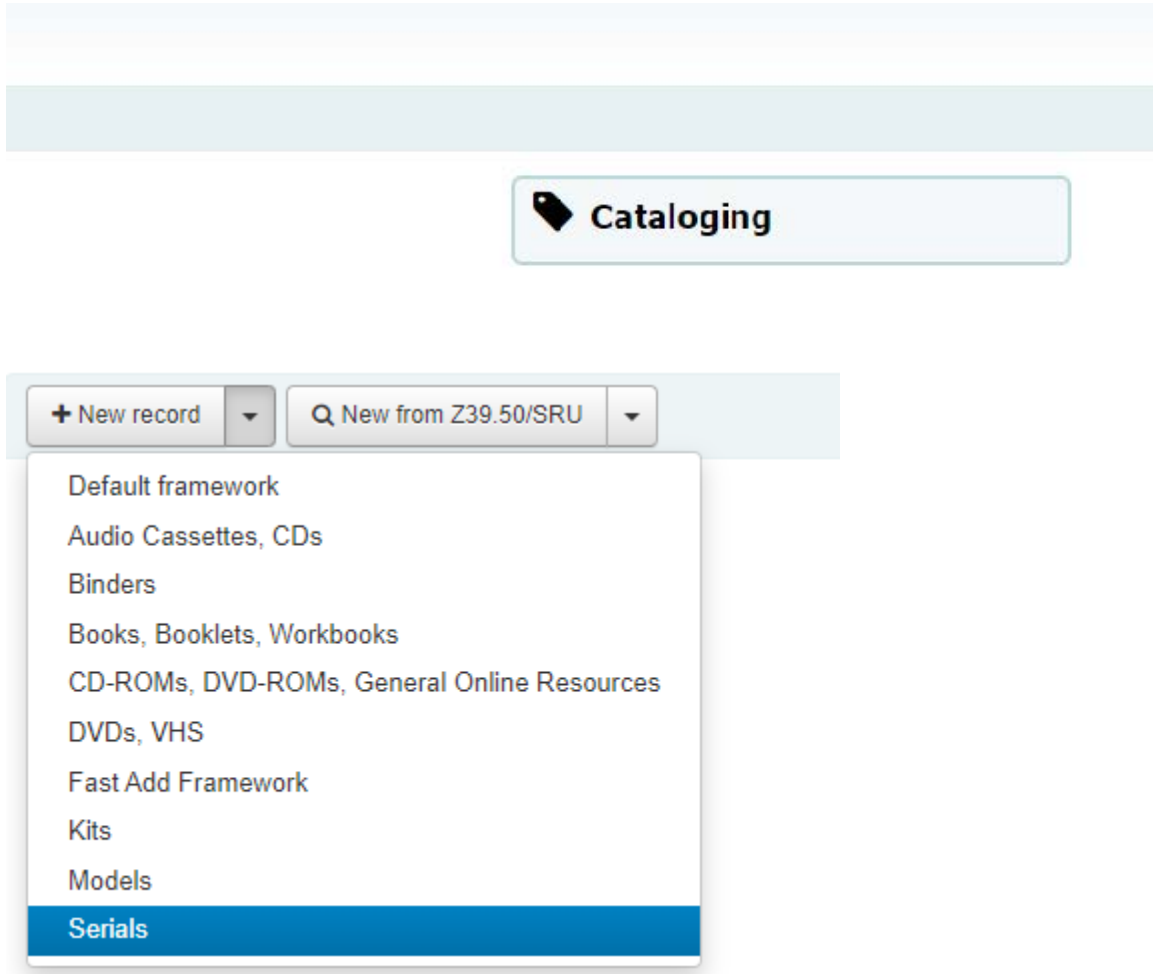 Cataloging
+ New record
New from Z39.50/SRU
Default framework
Audio Cassettes, CDs
Binders
Books, Booklets, Workbooks
CD-ROMs, DVD-ROMs, General Online Resources
DVDs, VHS
Fast Add Framework
Kits
Models
Serials